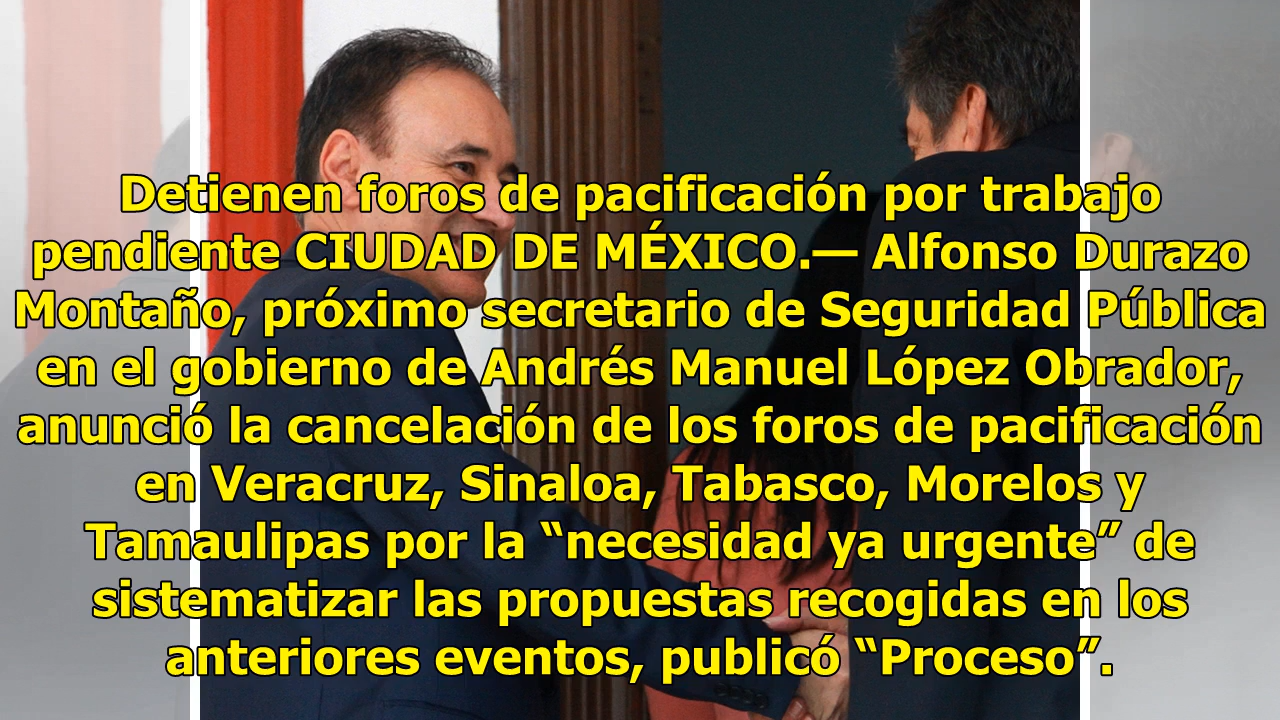 Detienen foros de pacificación por trabajo
pendiente CIUDAD DE MÉXICO.— Alfonso Durazo
Montaño, próximo secretario de Seguridad Pública
en el gobierno de Andrés Manuel López Obrador,
anunció la cancelación de los foros de pacificación
en Veracruz, Sinaloa, Tabasco, Morelos y
Tamaulipas por la “necesidad ya urgente” de
sistematizar las propuestas recogidas en los
anteriores eventos, publicó “Proceso”.